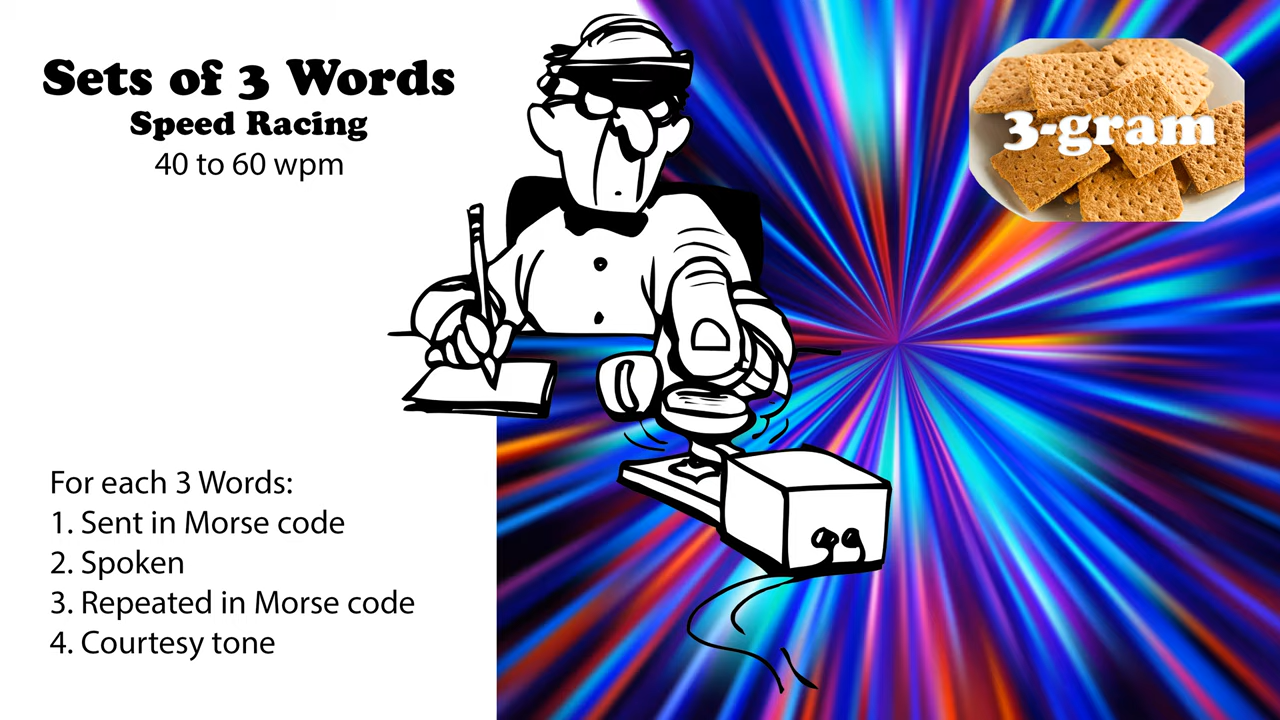 Sets of 3 Words
Speed Racing
40 to 60 wpm
3-gram
For each 3 Words:
1. Sent in Morse code
2. Spoken
3. Repeated in Morse code
4. Courtesy tone